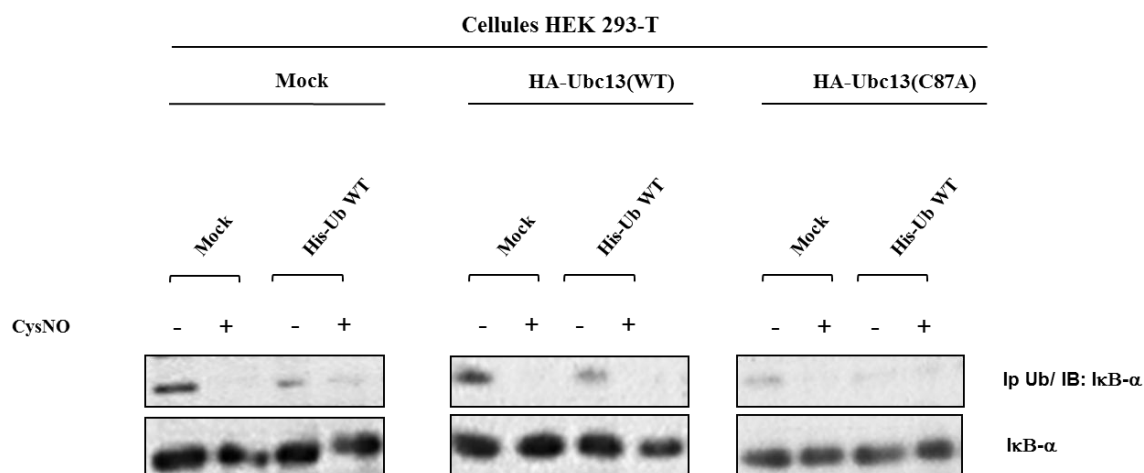 Cellules HEK 293-T
Mock HA-Ubc13(WT) HA-Ubc13(C87A)
Mock His-Ub WT Mock His-Ub WT Mock His-Ub WT
CysNO - + - + - + - + - + - +
Ip Ub/ IB: IκB-α
IκB-α